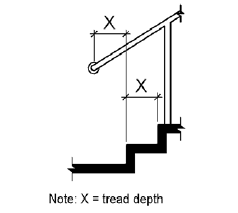 X
X
Note: X = tread depth